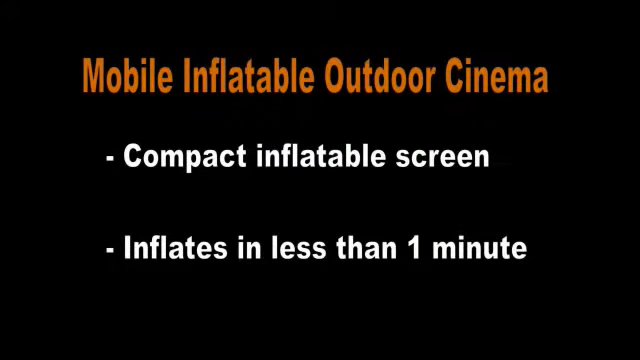 Mobile Inflatable Outdoor Cinema
- Compact inflatable screen
- Inflates in less than 1 minute